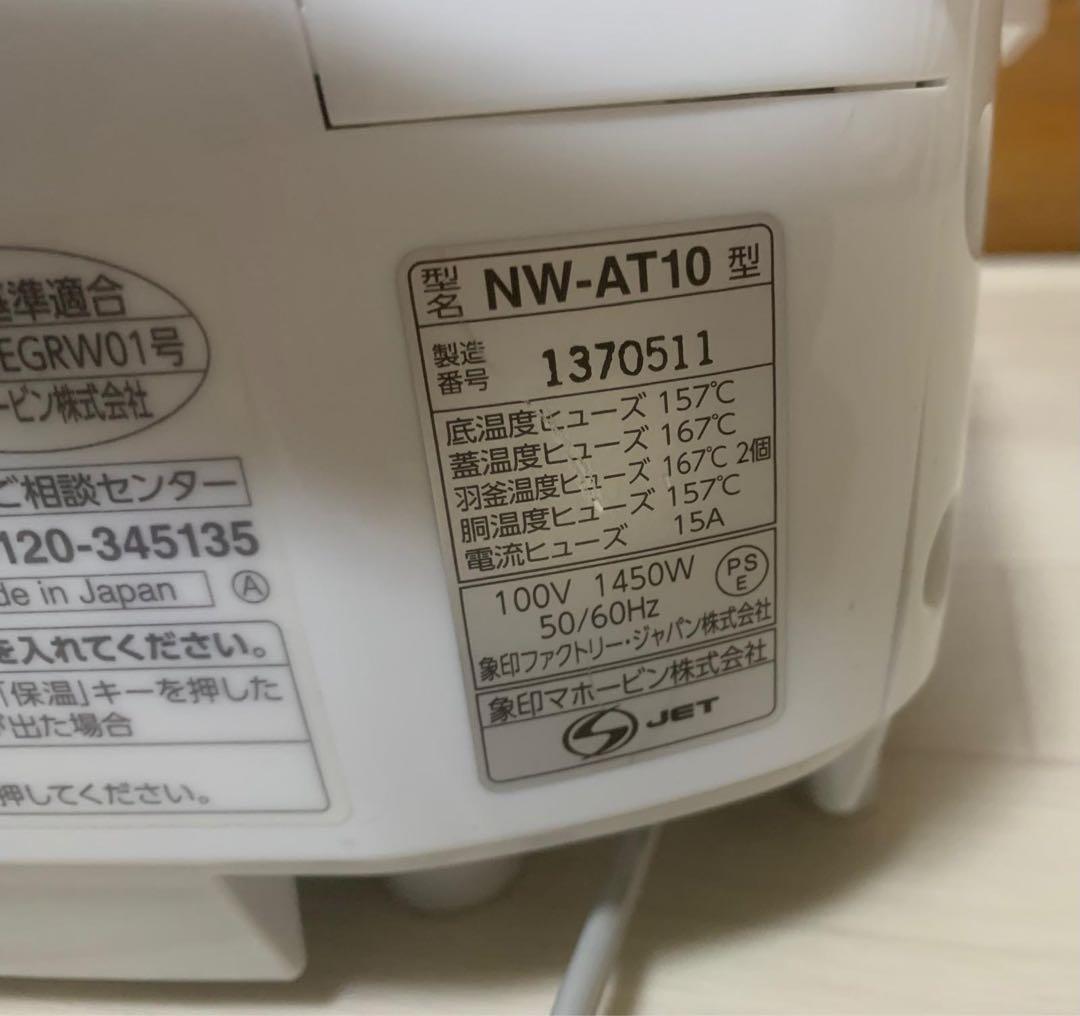 基準適合
EGRW01号
ービン株式会社
ご相談センター
120-345135
de in Japan Ⓐ
を入れてください。
「保温」キーを押した
が出た場合
押してください。
型名 NW-AT10 型
製造番号 1370511
底温度ヒューズ 157℃
蓋温度ヒューズ 167℃
羽釜温度ヒューズ 167℃ 2個
胴温度ヒューズ 157℃
電流ヒューズ 15A
100V 1450W
50/60Hz
PSE
象印ファクトリー・ジャパン株式会社
象印マホービン株式会社
JET